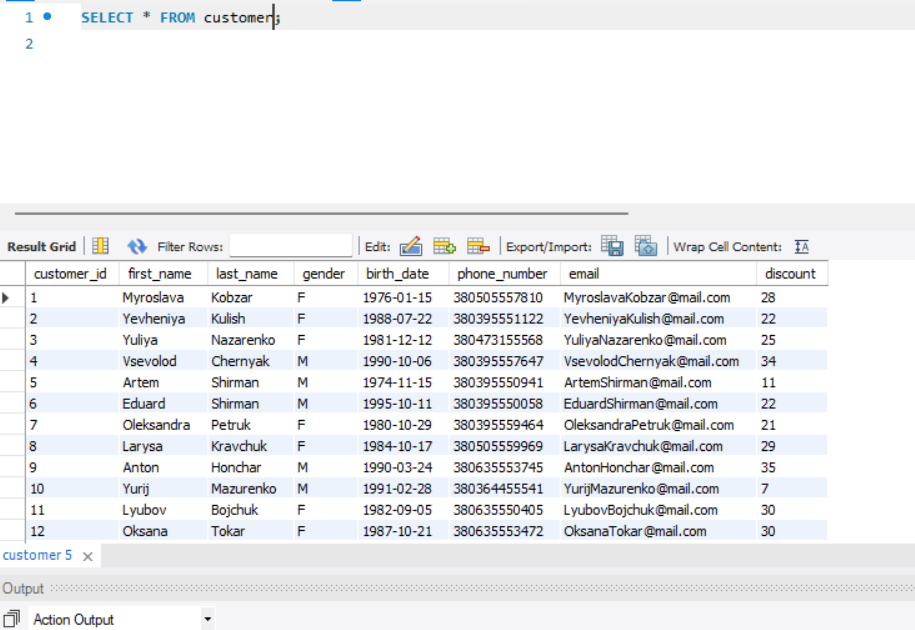 1 SELECT * FROM customer;
2
Result Grid Filter Rows: Edit: Export/Import: Wrap Cell Content:
customer_id first_name last_name gender birth_date phone_number email discount
1 Myroslava Kobzar F 1976-01-15 380505557810 MyroslavaKobzar@mail.com 28
2 Yevheniya Kulish F 1988-07-22 380395551122 YevheniyaKulish@mail.com 22
3 Yuliya Nazarenko F 1981-12-12 380473155568 YuliyaNazarenko@mail.com 25
4 Vsevolod Chernyak M 1990-10-06 380395557647 VsevolodChernyak@mail.com 34
5 Artem Shirman M 1974-11-15 380395550941 ArtemShirman@mail.com 11
6 Eduard Shirman M 1995-10-11 380395550058 EduardShirman@mail.com 22
7 Oleksandra Petruk F 1980-10-29 380395559464 OleksandraPetruk@mail.com 21
8 Larysa Kravchuk F 1984-10-17 380505559969 LarysaKravchuk@mail.com 29
9 Anton Honchar M 1990-03-24 380635553745 AntonHonchar@mail.com 35
10 Yurij Mazurenko M 1991-02-28 380364455541 YurijMazurenko@mail.com 7
11 Lyubov Bojchuk F 1982-09-05 380635550405 LyubovBojchuk@mail.com 30
12 Oksana Tokar F 1987-10-21 380635553472 OksanaTokar@mail.com 30
customer 5
Output
Action Output